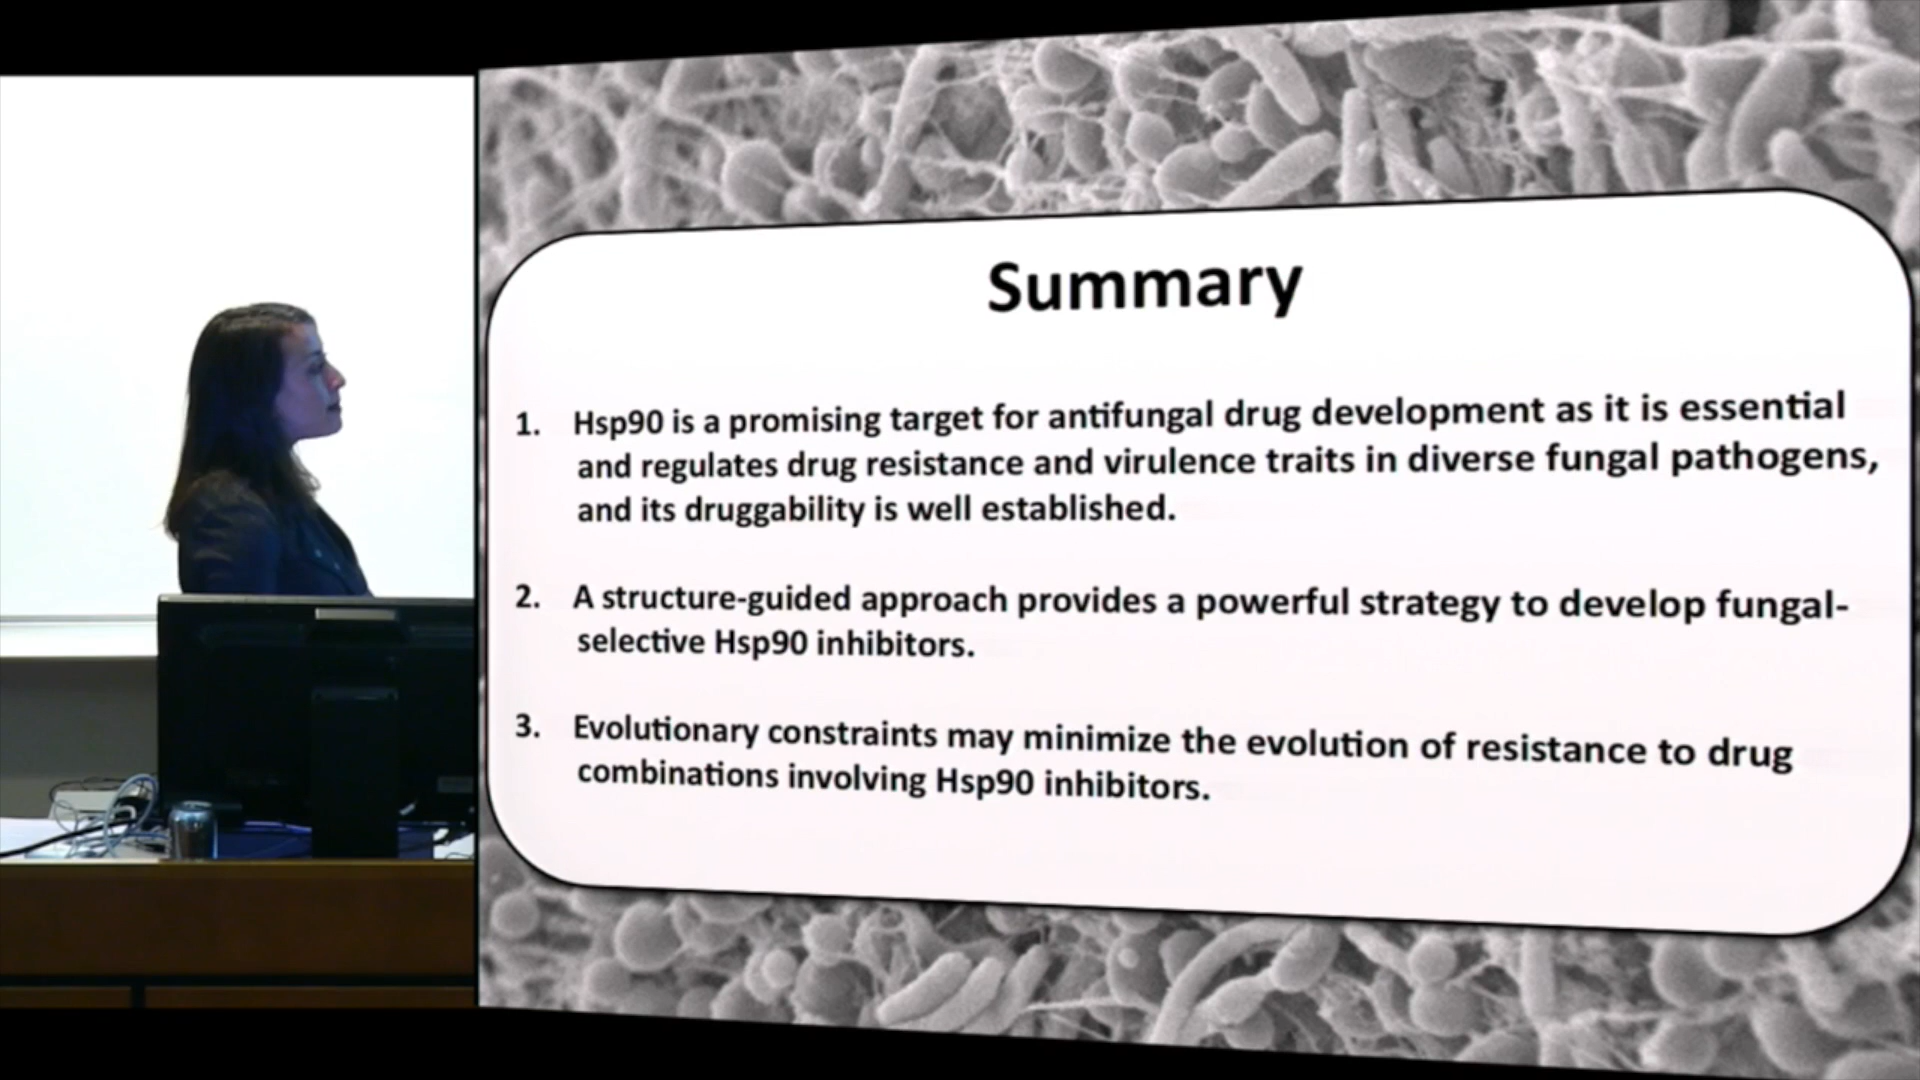 Summary
1. Hsp90 is a promising target for antifungal drug development as it is essential
and regulates drug resistance and virulence traits in diverse fungal pathogens,
and its druggability is well established.
2. A structure-guided approach provides a powerful strategy to develop fungal-
selective Hsp90 inhibitors.
3. Evolutionary constraints may minimize the evolution of resistance to drug
combinations involving Hsp90 inhibitors.